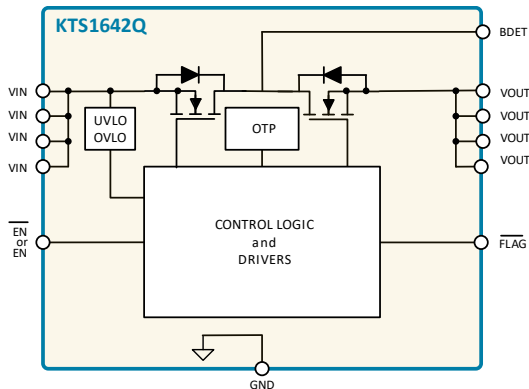 KTS1642Q
BDET
VIN
VIN
VIN
VIN
UVLO
OVLO
OTP
VOUT
VOUT
VOUT
VOUT
EN
or
EN
CONTROL LOGIC
and
DRIVERS
FLAG
GND